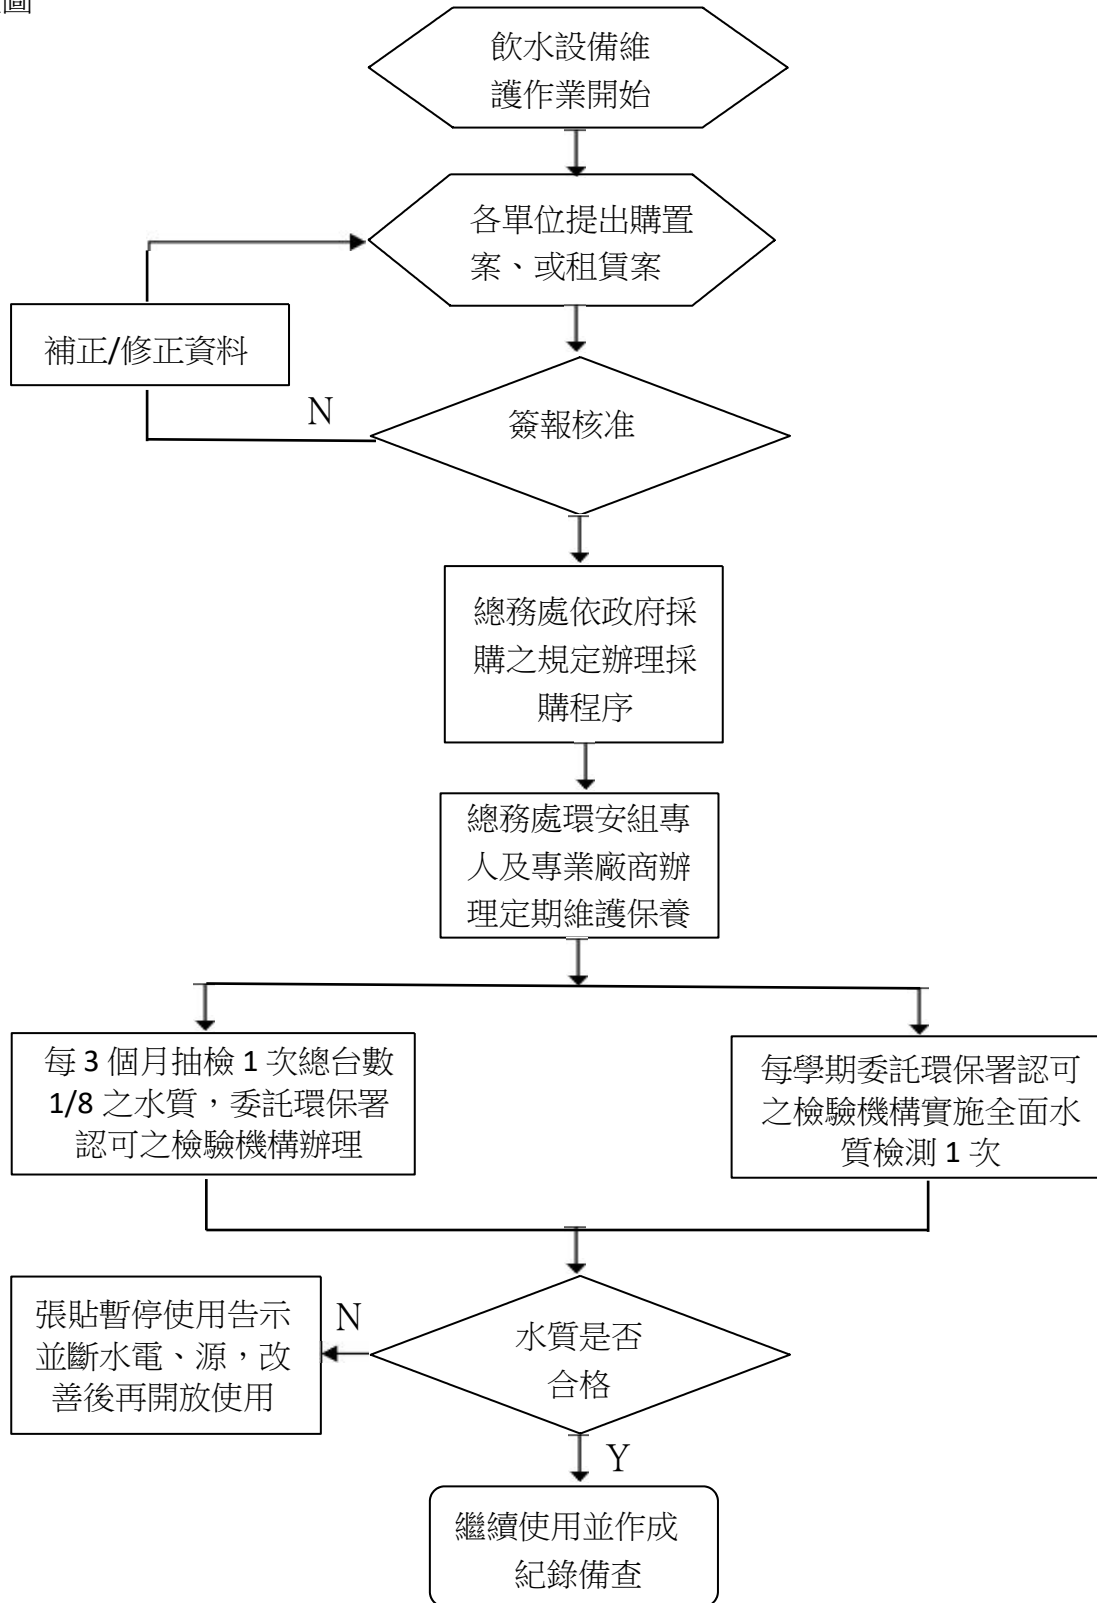 圖
飲水設備維
護作業開始
各單位提出購置
案、或租賃案
補正/修正資料
N
簽報核准
總務處依政府採
購之規定辦理採
購程序
總務處環安組專
人及專業廠商辦
理定期維護保養
每 3 個月抽檢 1 次總台數
1/8 之水質，委託環保署
認可之檢驗機構辦理
每學期委託環保署認可
之檢驗機構實施全面水
質檢測 1 次
張貼暫停使用告示
並斷水電、源，改
善後再開放使用
N
水質是否
合格
Y
繼續使用並作成
紀錄備查